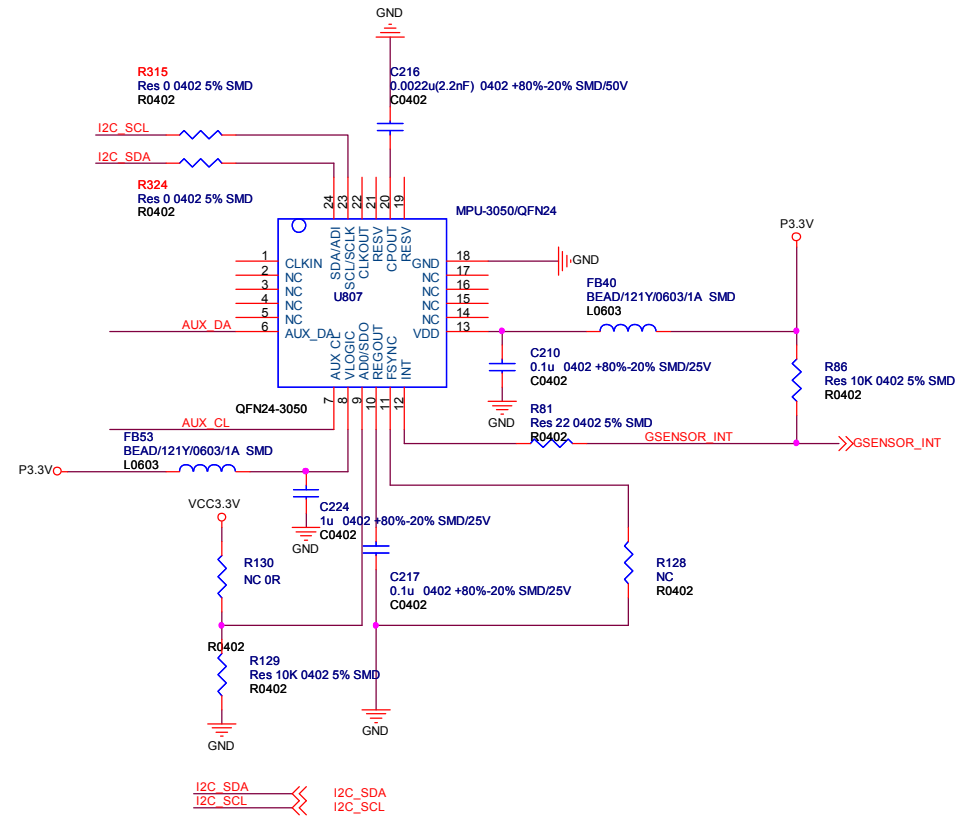 GND
R315
Res 0 0402 5% SMD
R0402
C216
0.0022u(2.2nF) 0402 +80%-20% SMD/50V
C0402
I2C_SCL
I2C_SDA
R324
Res 0 0402 5% SMD
R0402
24
23
22
21
20
19
MPU-3050/QFN24
P3.3V
SDA/ADI
SCL/SCLK
CLKOUT
RESV
CPOUT
RESV
1
2
3
4
5
6
CLKIN
NC
NC
NC
NC
AUX_DA
U807
GND
NC
NC
NC
NC
VDD
18
17
16
15
14
13
GND
FB40
BEAD/121Y/0603/1A SMD
L0603
AUX_DA
AUX CL
VLOGIC
AD0/SDO
REGOUT
FSYNC
INT
C210
0.1u 0402 +80%-20% SMD/25V
C0402
R86
Res 10K 0402 5% SMD
R0402
QFN24-3050
7
8
9
10
11
12
GND
AUX_CL
R81
Res 22 0402 5% SMD
R0402
GSENSOR_INT
GSENSOR_INT
FB53
BEAD/121Y/0603/1A SMD
L0603
P3.3V
VCC3.3V
C224
1u 0402 +80%-20% SMD/25V
C0402
GND
R130
NC 0R
C217
0.1u 0402 +80%-20% SMD/25V
C0402
R128
NC
R0402
R0402
R129
Res 10K 0402 5% SMD
R0402
GND
GND
I2C_SDA
I2C_SCL
I2C_SDA
I2C_SCL